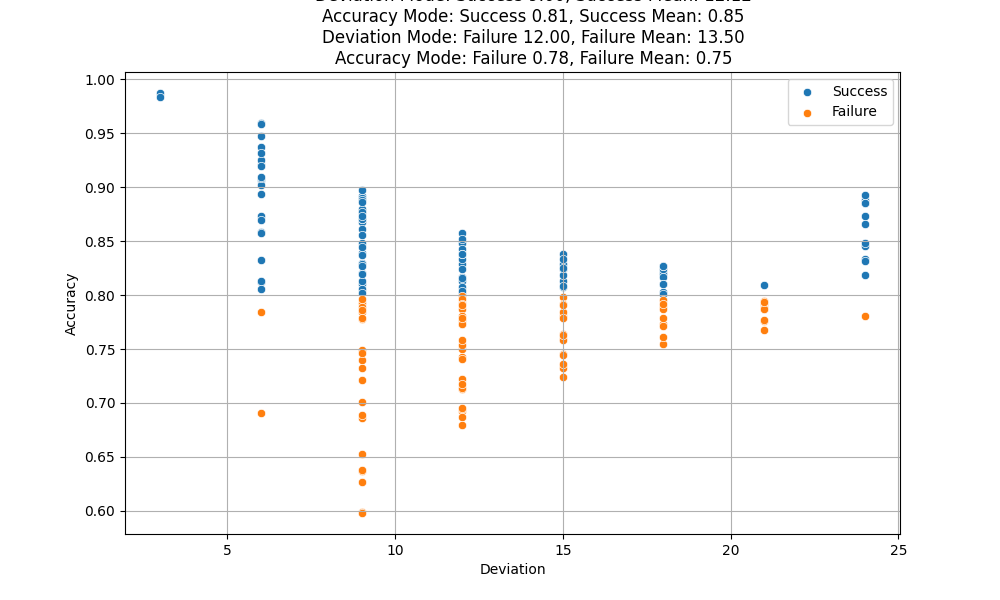 Accuracy Mode: Success 0.81, Success Mean: 0.85
Deviation Mode: Failure 12.00, Failure Mean: 13.50
Accuracy Mode: Failure 0.78, Failure Mean: 0.75
1.00
0.95
0.90
0.85
0.80
0.75
0.70
0.65
0.60
Accuracy
Success
Failure
5
10
15
20
25
Deviation